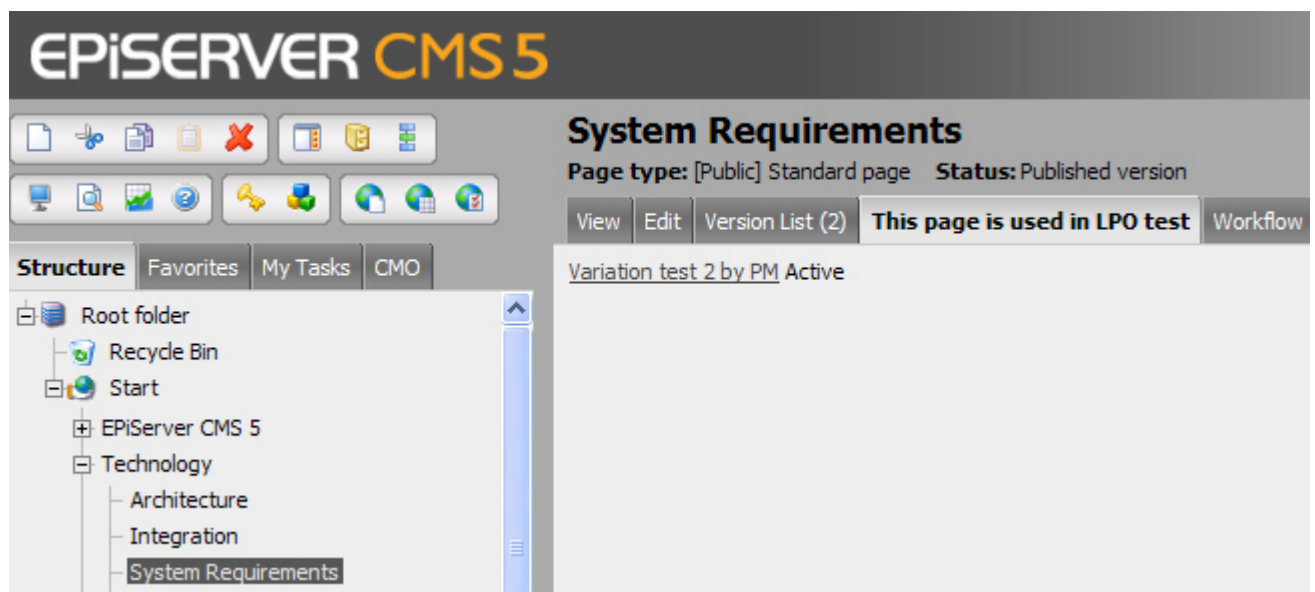 EPiSERVER CMS 5
System Requirements
Page type: [Public] Standard page Status: Published version
View Edit Version List (2) This page is used in LPO test Workflow
Structure Favorites My Tasks CMO
Variation test 2 by PM Active
Root folder
Recycle Bin
Start
EPiServer CMS 5
Technology
Architecture
Integration
System Requirements